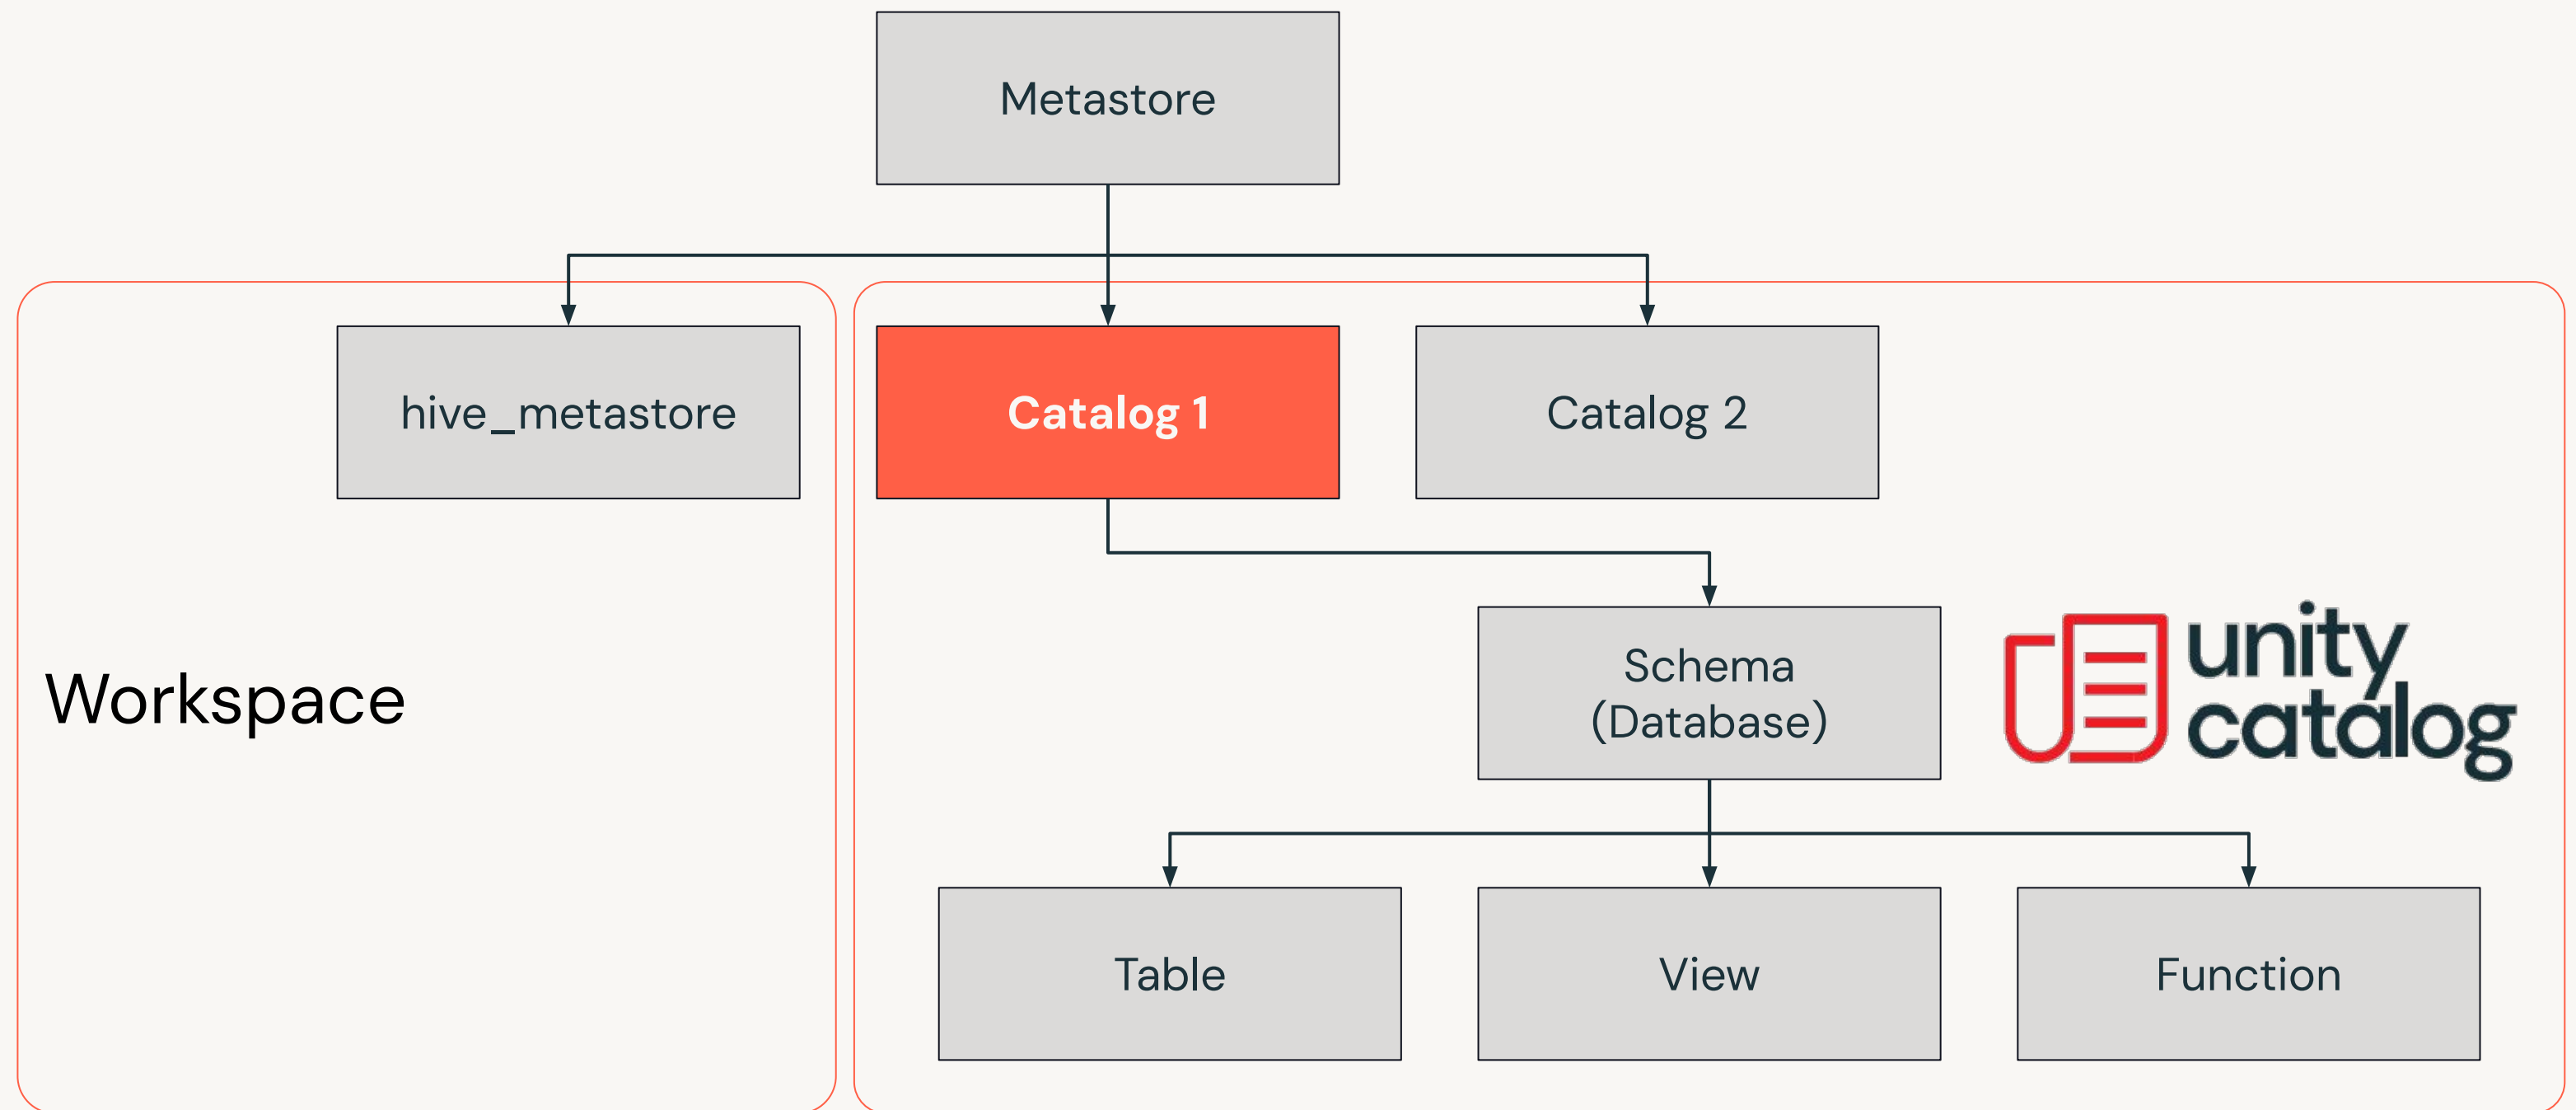 Metastore
hive_metastore
Catalog 1
Catalog 2
Workspace
Schema
(Database)
unity
catalog
Table
View
Function